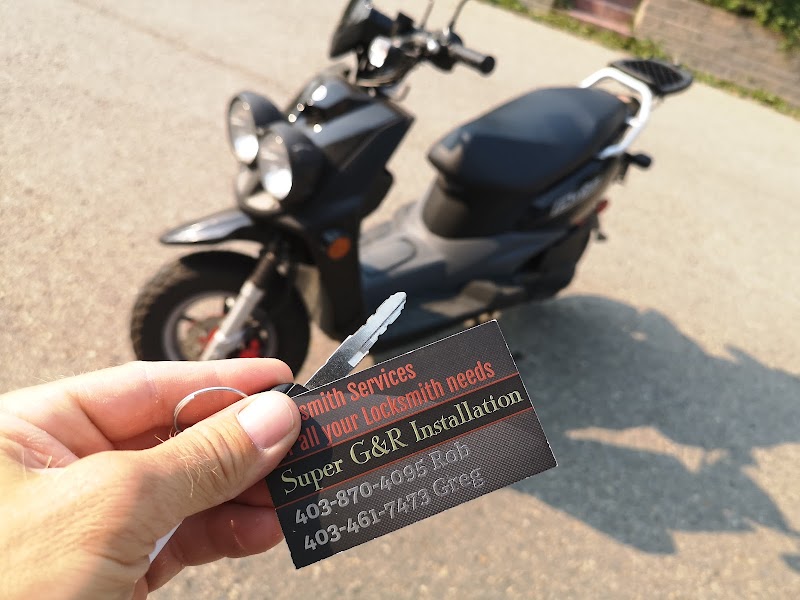 smith Services
all your Locksmith needs
Super G&R Installation
403-870-4095 Rob
403-461-7473 Greg